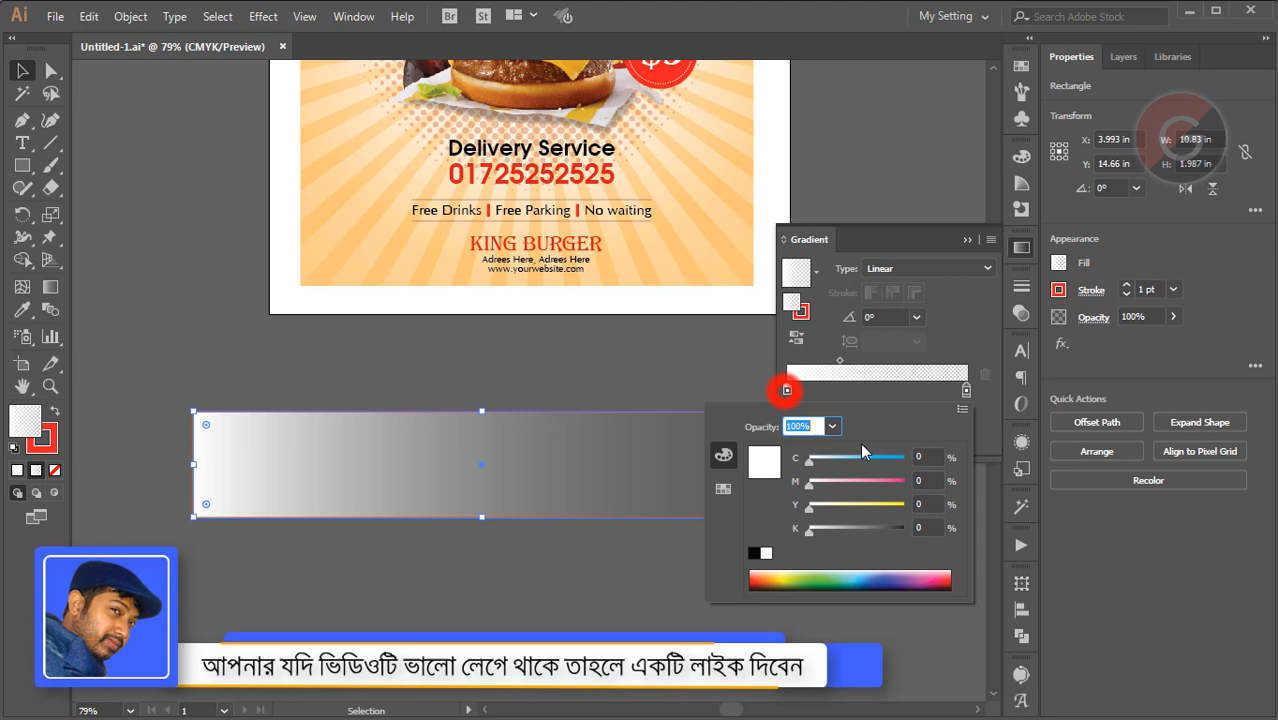 Ai File Edit Object Type Select Effect View Window Help Br St My Setting Search Adobe Stock
Untitled-1.ai* @ 79% (CMYK/Preview)
Properties Layers Libraries
Rectangle
Transform
X: 3.993 in W: 10.83 in
Y: 14.66 in H: 1.987 in
0°
Appearance
Fill
Stroke 1 pt
Opacity 100%
fx.
Quick Actions
Offset Path Expand Shape
Arrange Align to Pixel Grid
Recolor
$5
Delivery Service
01725252525
Free Drinks | Free Parking | No waiting
KING BURGER
Adrees Here, Adrees Here
www.yourwebsite.com
Gradient
Type: Linear
Stroke:
0°
Opacity: 100%
C 0 %
M 0 %
Y 0 %
K 0 %
আপনার যদি ভিডিওটি ভালো লেগে থাকে তাহলে একটি লাইক দিবেন
79% 1 Selection